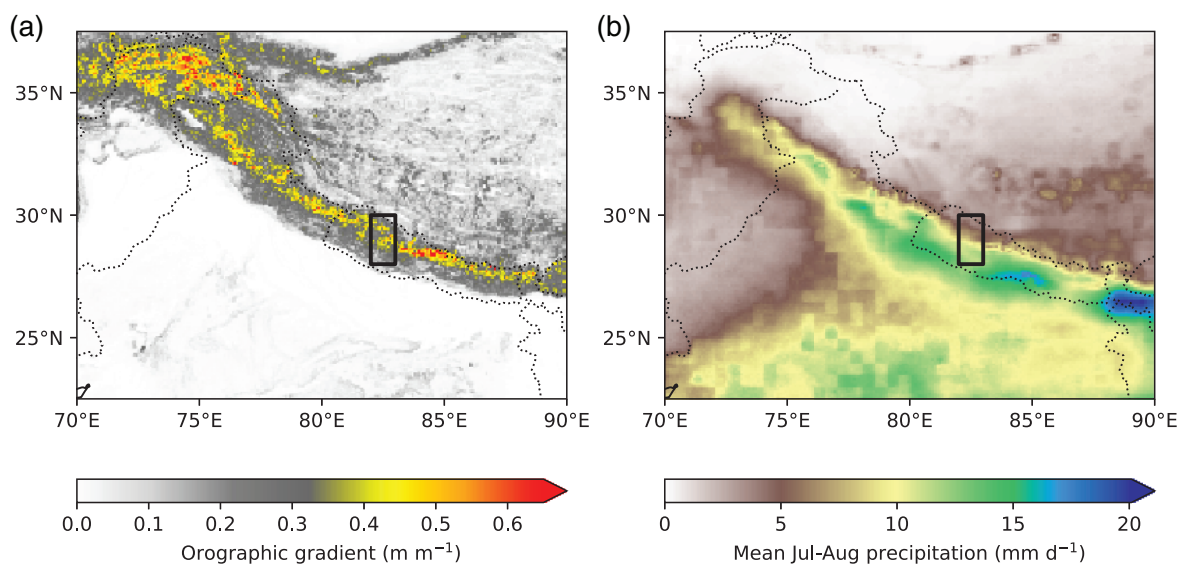 (a)
35°N
30°N
25°N
70°E 75°E 80°E 85°E 90°E
0.0 0.1 0.2 0.3 0.4 0.5 0.6
Orographic gradient (m m⁻¹)
(b)
35°N
30°N
25°N
70°E 75°E 80°E 85°E 90°E
0 5 10 15 20
Mean Jul-Aug precipitation (mm d⁻¹)